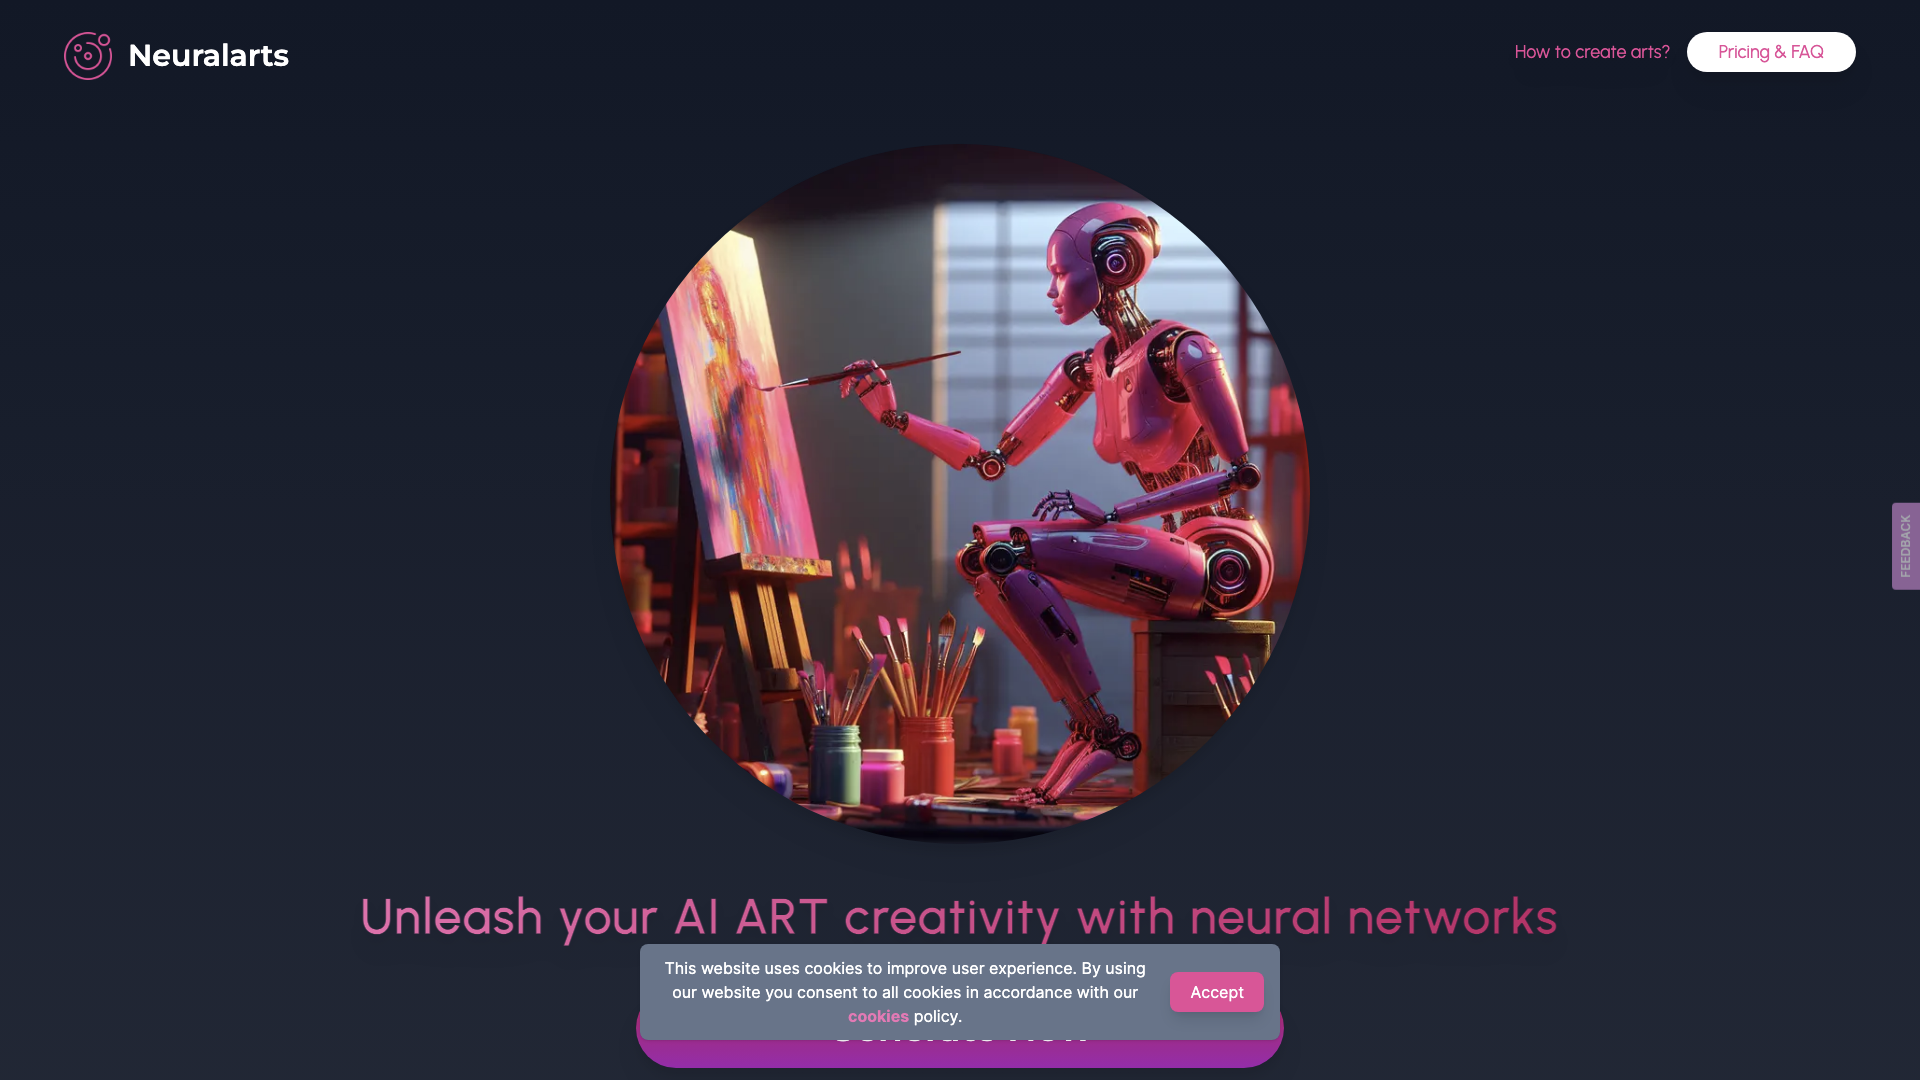 Neuralarts
How to create arts?
Pricing & FAQ
FEEDBACK
Unleash your AI ART creativity with neural networks
This website uses cookies to improve user experience. By using
our website you consent to all cookies in accordance with our
cookies policy.
Accept